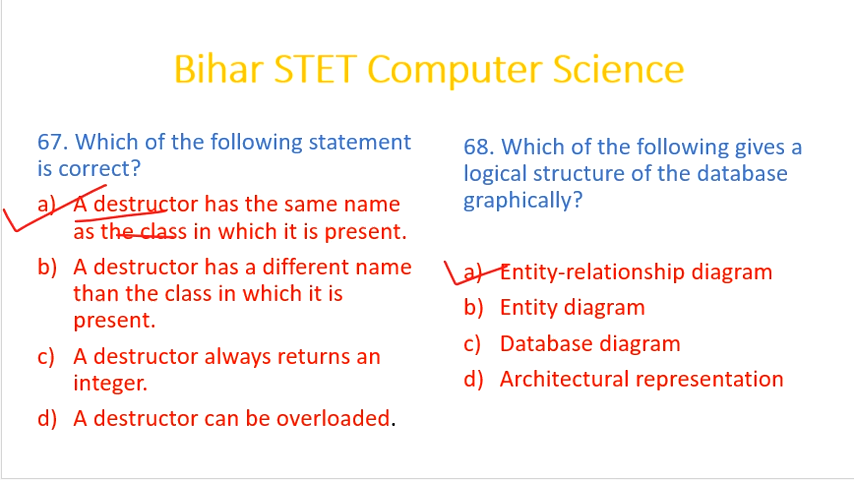 Bihar STET Computer Science
67. Which of the following statement
is correct?
a) A destructor has the same name
as the class in which it is present.
b) A destructor has a different name
than the class in which it is
present.
c) A destructor always returns an
integer.
d) A destructor can be overloaded.
68. Which of the following gives a
logical structure of the database
graphically?
a) Entity-relationship diagram
b) Entity diagram
c) Database diagram
d) Architectural representation